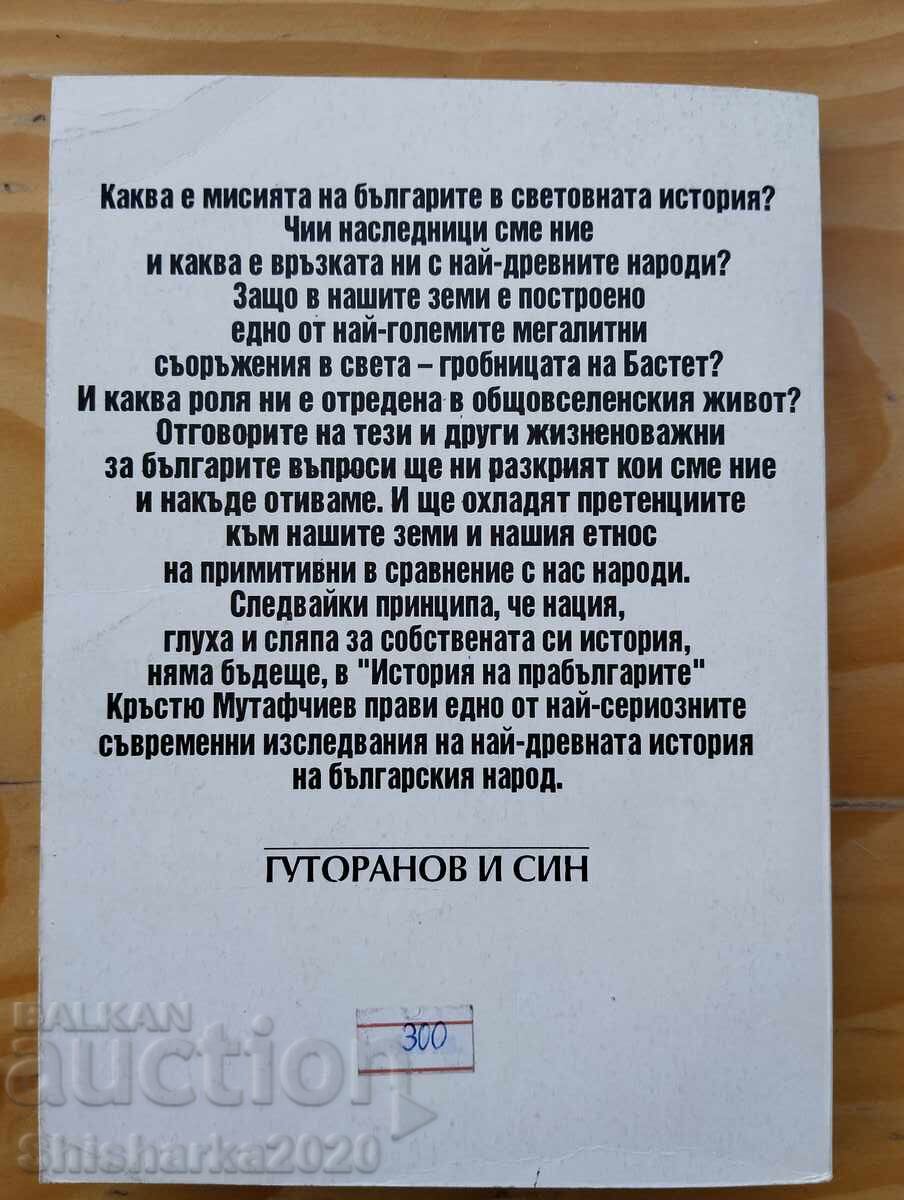 Каква е мисията на българите в световната история?
Чии наследници сме ние
и каква е връзката ни с най-древните народи?
Защо в нашите земи е построено
едно от най-големите мегалитни
съоръжения в света – гробницата на Бастет?
И каква роля ни е отредена в общовселенския живот?
Отговорите на тези и други жизненоважни
за българите въпроси ще ни разкрият кои сме ние
и накъде отиваме. И ще охладят претенциите
към нашите земи и нашия етнос
на примитивни в сравнение с нас народи.
Следвайки принципа, че нация,
глуха и сляпа за собствената си история,
няма бъдеще, в "История на прабългарите"
Кръстю Мутафчиев прави едно от най-сериозните
съвременни изследвания на най-древната история
на българския народ.
ГУТОРАНОВ И СИН
300
BALKAN
auction
Shisharka2020